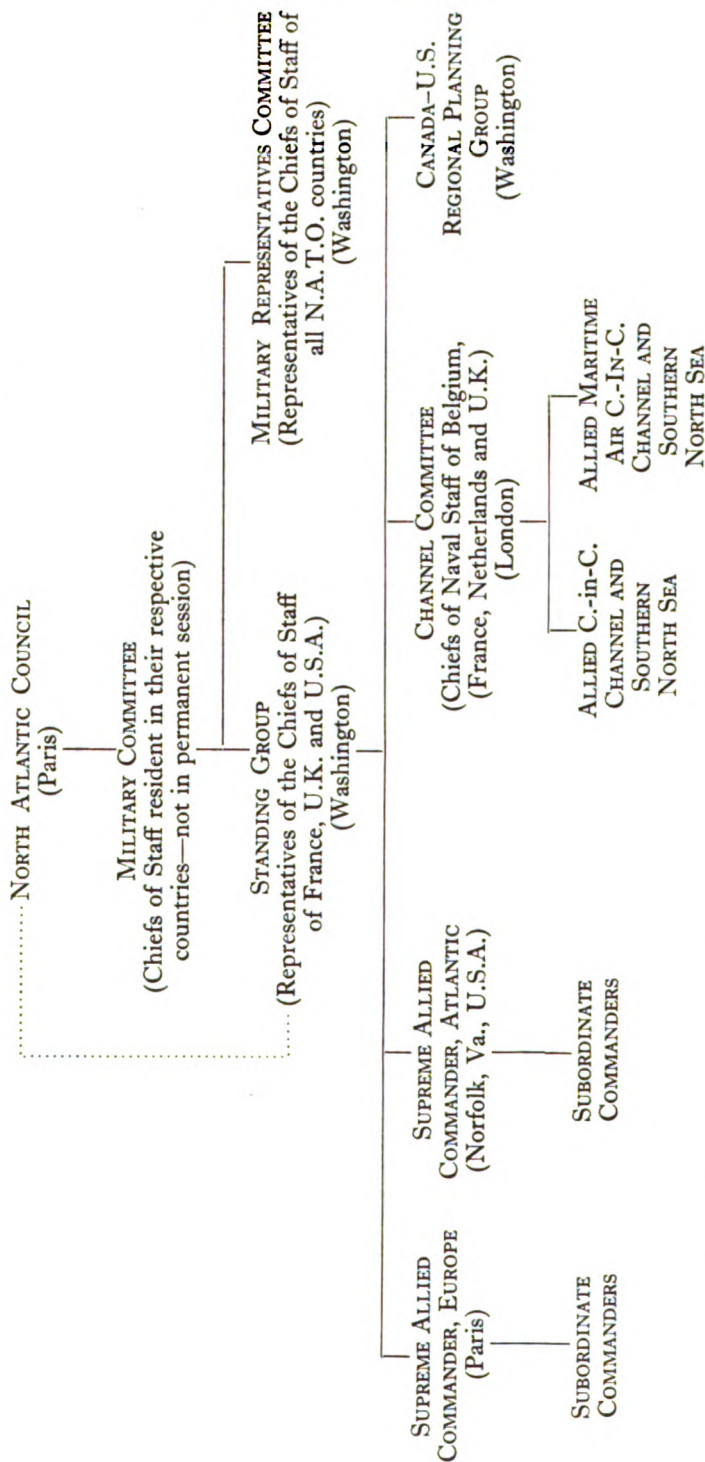 NORTH ATLANTIC COUNCIL
(Paris)
MILITARY COMMITTEE
(Chiefs of Staff resident in their respective
countries—not in permanent session)
STANDING GROUP
(Representatives of the Chiefs of Staff
of France, U.K. and U.S.A.)
(Washington)
MILITARY REPRESENTATIVES COMMITTEE
(Representatives of the Chiefs of Staff of
all N.A.T.O. countries)
(Washington)
SUPREME ALLIED
COMMANDER, EUROPE
(Paris)
SUBORDINATE
COMMANDERS
SUPREME ALLIED
COMMANDER, ATLANTIC
(Norfolk, Va., U.S.A.)
SUBORDINATE
COMMANDERS
CHANNEL COMMITTEE
(Chiefs of Naval Staff of Belgium,
(France, Netherlands and U.K.)
(London)
ALLIED C.-in-C.
CHANNEL AND
SOUTHERN
NORTH SEA
ALLIED MARITIME
AIR C.-IN-C.
CHANNEL AND
SOUTHERN
NORTH SEA
CANADA–U.S.
REGIONAL PLANNING
GROUP
(Washington)